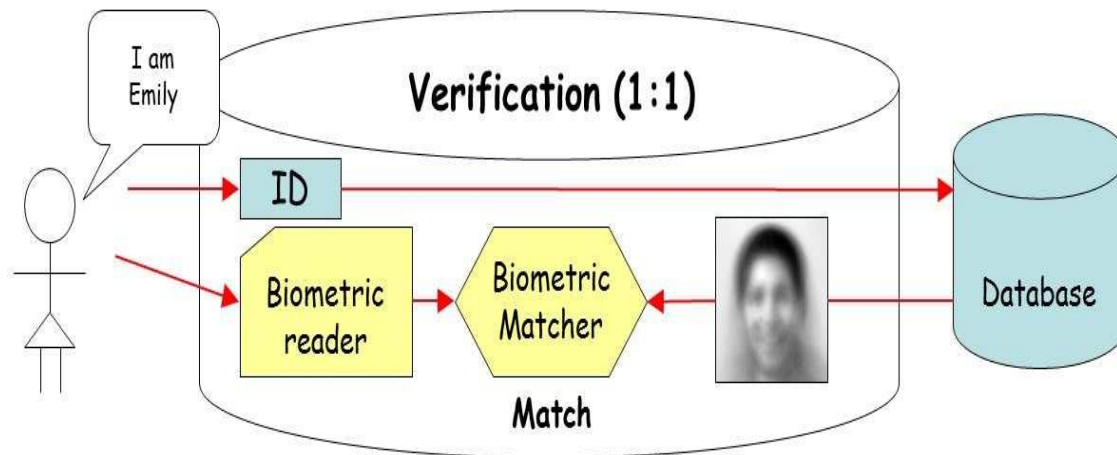 I am
Emily
Verification (1:1)
ID
Biometric
reader
Biometric
Matcher
Database
Match